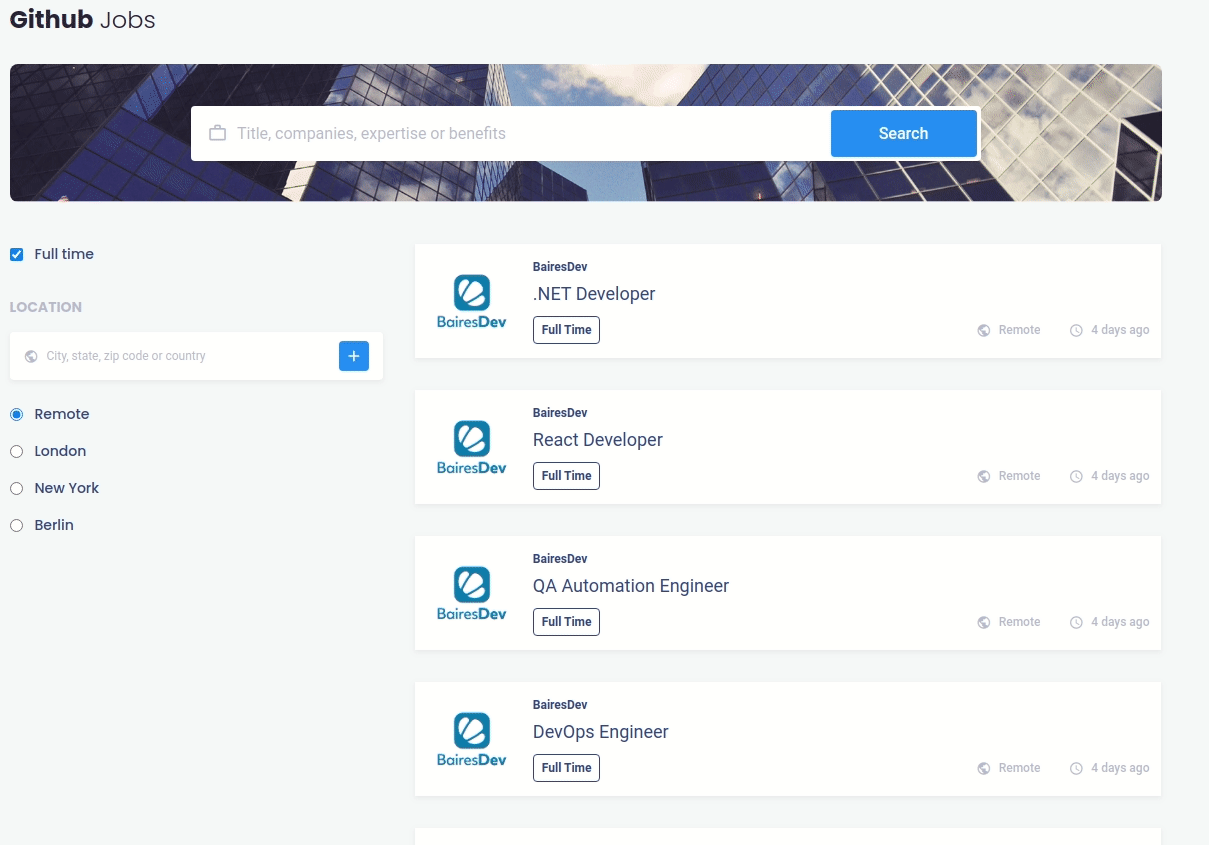 Github Jobs
Title, companies, expertise or benefits
Search
Full time
LOCATION
City, state, zip code or country
+
Remote
London
New York
Berlin
BairesDev
BairesDev
.NET Developer
Full Time
Remote
4 days ago
BairesDev
BairesDev
React Developer
Full Time
Remote
4 days ago
BairesDev
BairesDev
QA Automation Engineer
Full Time
Remote
4 days ago
BairesDev
BairesDev
DevOps Engineer
Full Time
Remote
4 days ago